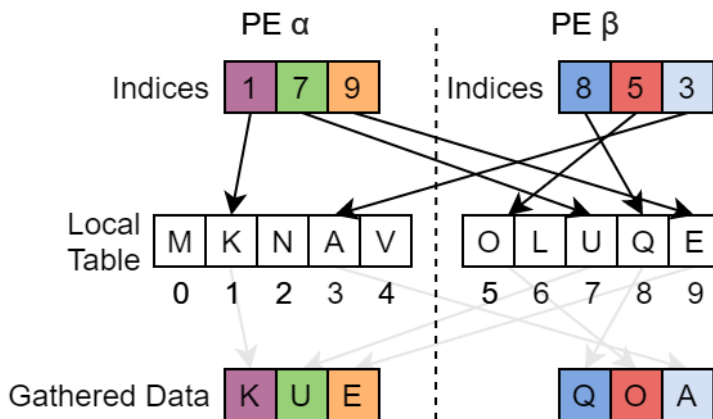 PE α PE β
Indices 1 7 9 Indices 8 5 3
Local Table M K N A V O L U Q E
0 1 2 3 4 5 6 7 8 9
Gathered Data K U E Q O A